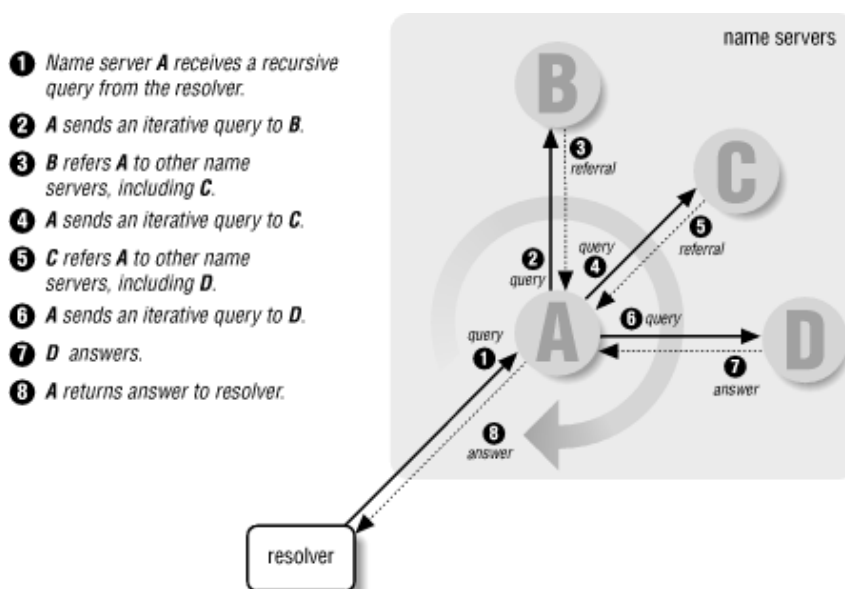 1 Name server A receives a recursive
query from the resolver.
2 A sends an iterative query to B.
3 B refers A to other name
servers, including C.
4 A sends an iterative query to C.
5 C refers A to other name
servers, including D.
6 A sends an iterative query to D.
7 D answers.
8 A returns answer to resolver.
name servers
B
3
referral
C
5
referral
query
4
2
query
A
6 query
D
query
1
7
answer
8
answer
resolver